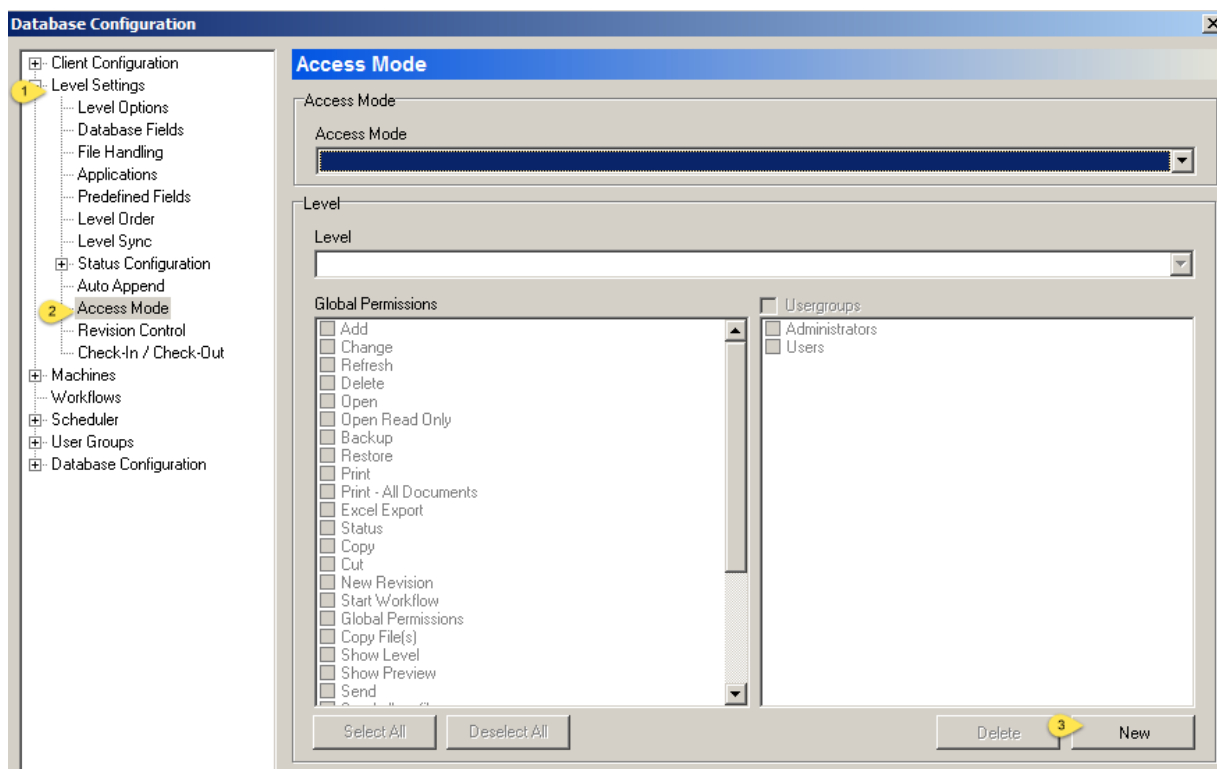 Database Configuration
Client Configuration
1
Level Settings
Level Options
Database Fields
File Handling
Applications
Predefined Fields
Level Order
Level Sync
Status Configuration
Auto Append
2
Access Mode
Revision Control
Check-In / Check-Out
Machines
Workflows
Scheduler
User Groups
Database Configuration
Access Mode
Access Mode
Access Mode
Level
Level
Global Permissions
Add
Change
Refresh
Delete
Open
Open Read Only
Backup
Restore
Print
Print - All Documents
Excel Export
Status
Copy
Cut
New Revision
Start Workflow
Global Permissions
Copy File(s)
Show Level
Show Preview
Send
Usergroups
Administrators
Users
Select All
Deselect All
Delete
3
New